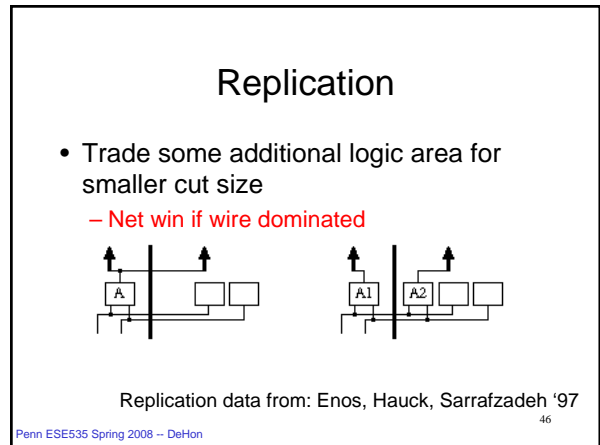 Replication
• Trade some additional logic area for
smaller cut size
– Net win if wire dominated
A
A1 A2
Replication data from: Enos, Hauck, Sarrafzadeh ‘97
46
Penn ESE535 Spring 2008 -- DeHon